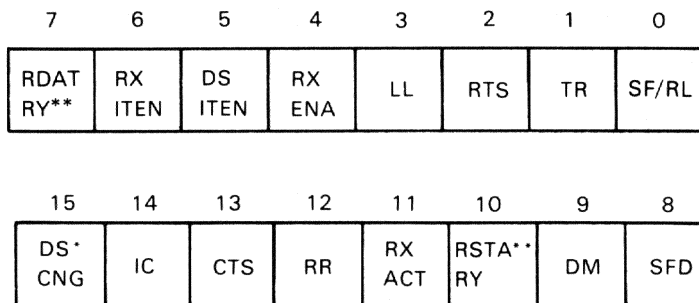 7 6 5 4 3 2 1 0
RDAT RX DS RX LL RTS TR SF/RL
RY** ITEN ITEN ENA
15 14 13 12 11 10 9 8
DS* IC CTS RR RX RSTA** DM SFD
CNG ACT RY